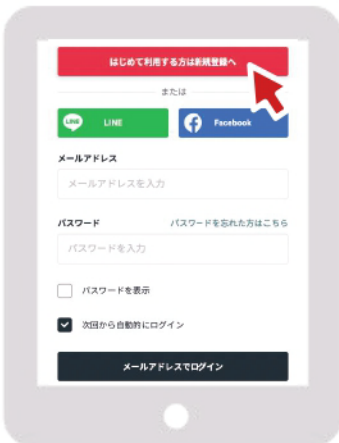 はじめて利用する方は新規登録へ
または
LINE
LINE
Facebook
メールアドレス
メールアドレスを入力
パスワード
パスワードを忘れた方はこちら
パスワードを入力
パスワードを表示
次回から自動的にログイン
メールアドレスでログイン